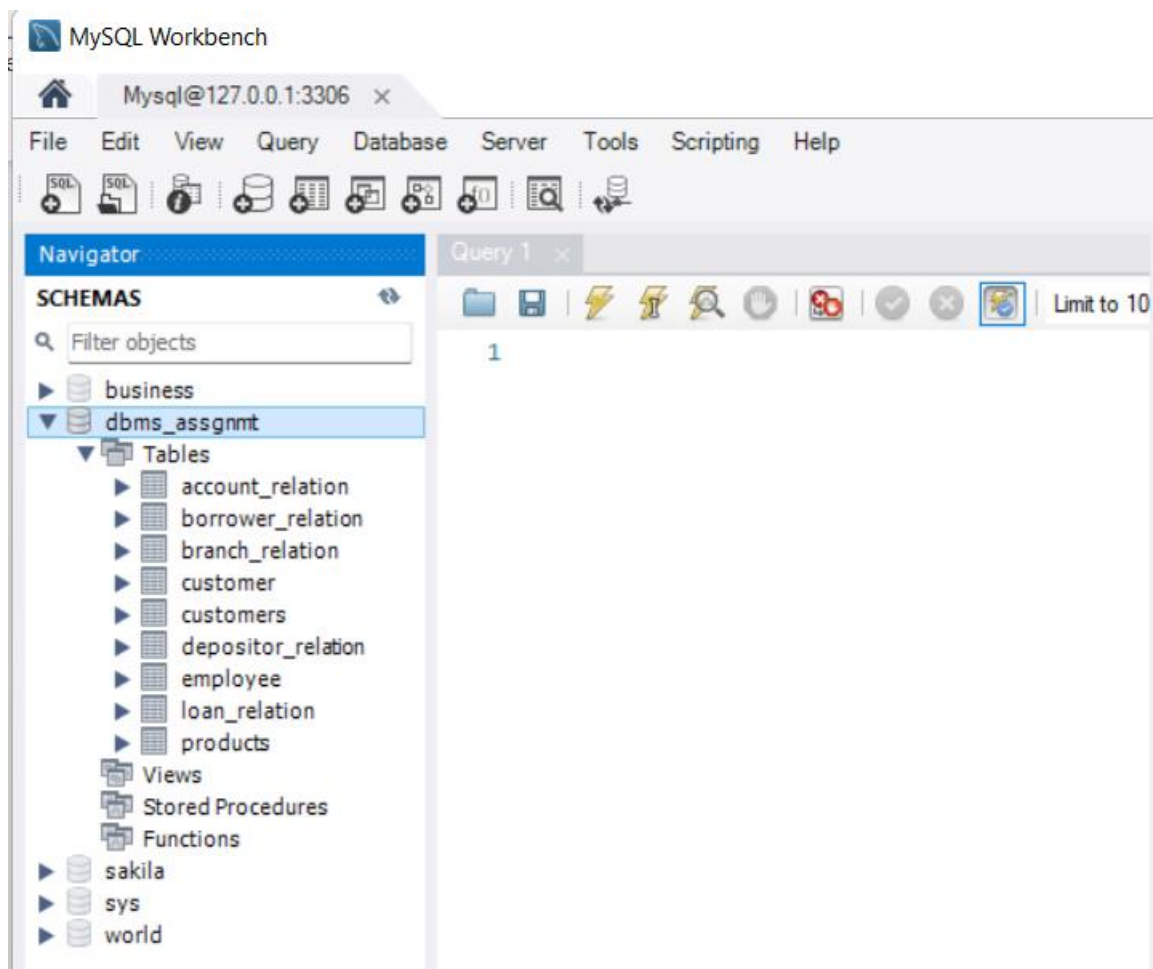 MySQL Workbench
Mysql@127.0.0.1:3306 ×
File Edit View Query Database Server Tools Scripting Help
SQL SQL f()
Navigator
Query 1 ×
SCHEMAS
Limit to 10
Filter objects
1
business
dbms_assgnmt
Tables
account_relation
borrower_relation
branch_relation
customer
customers
depositor_relation
employee
loan_relation
products
Views
Stored Procedures
Functions
sakila
sys
world